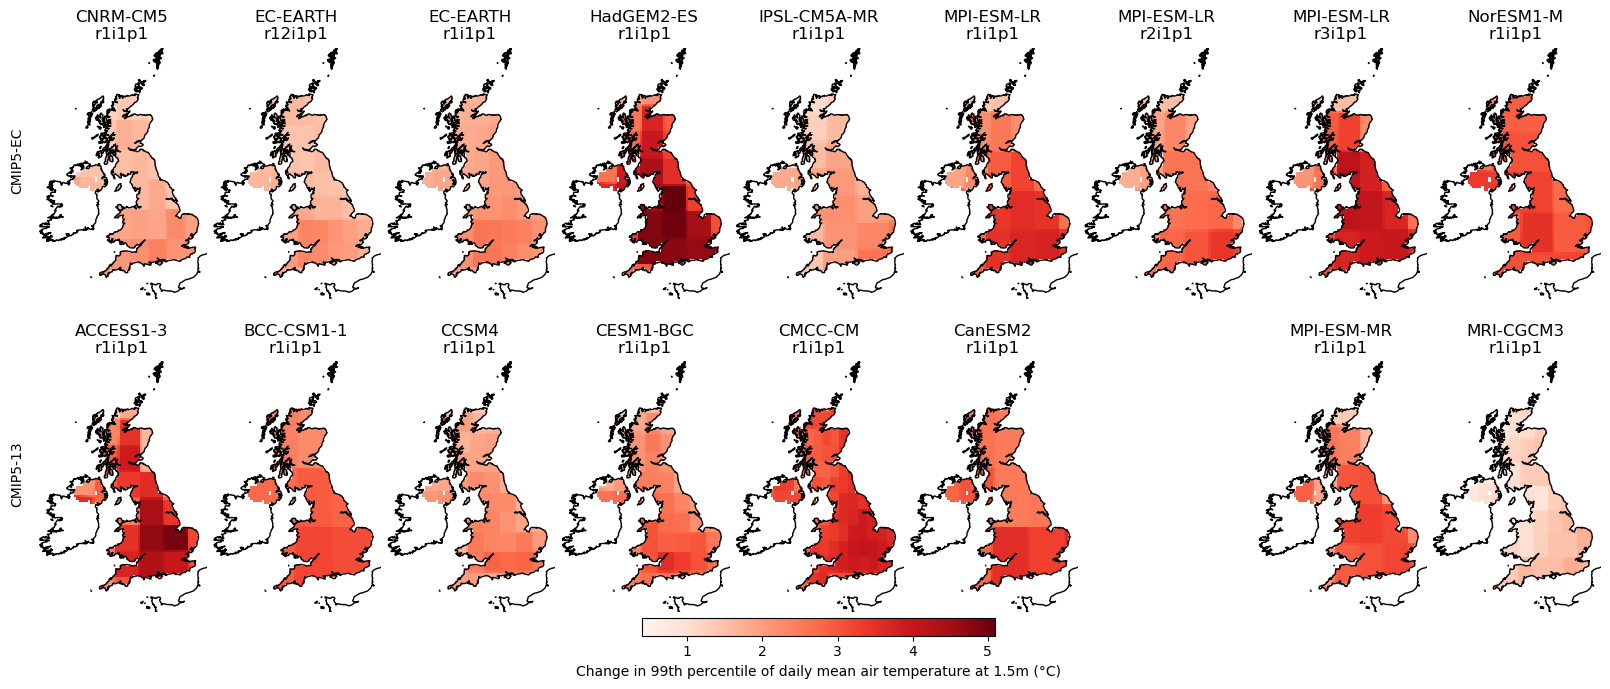 CNRM-CM5
r1i1p1
EC-EARTH
r12i1p1
EC-EARTH
r1i1p1
HadGEM2-ES
r1i1p1
IPSL-CM5A-MR
r1i1p1
MPI-ESM-LR
r1i1p1
MPI-ESM-LR
r2i1p1
MPI-ESM-LR
r3i1p1
NorESM1-M
r1i1p1
CMIP5-EC
ACCESS1-3
r1i1p1
BCC-CSM1-1
r1i1p1
CCSM4
r1i1p1
CESM1-BGC
r1i1p1
CMCC-CM
r1i1p1
CanESM2
r1i1p1
MPI-ESM-MR
r1i1p1
MRI-CGCM3
r1i1p1
CMIP5-13
1 2 3 4 5
Change in 99th percentile of daily mean air temperature at 1.5m (°C)